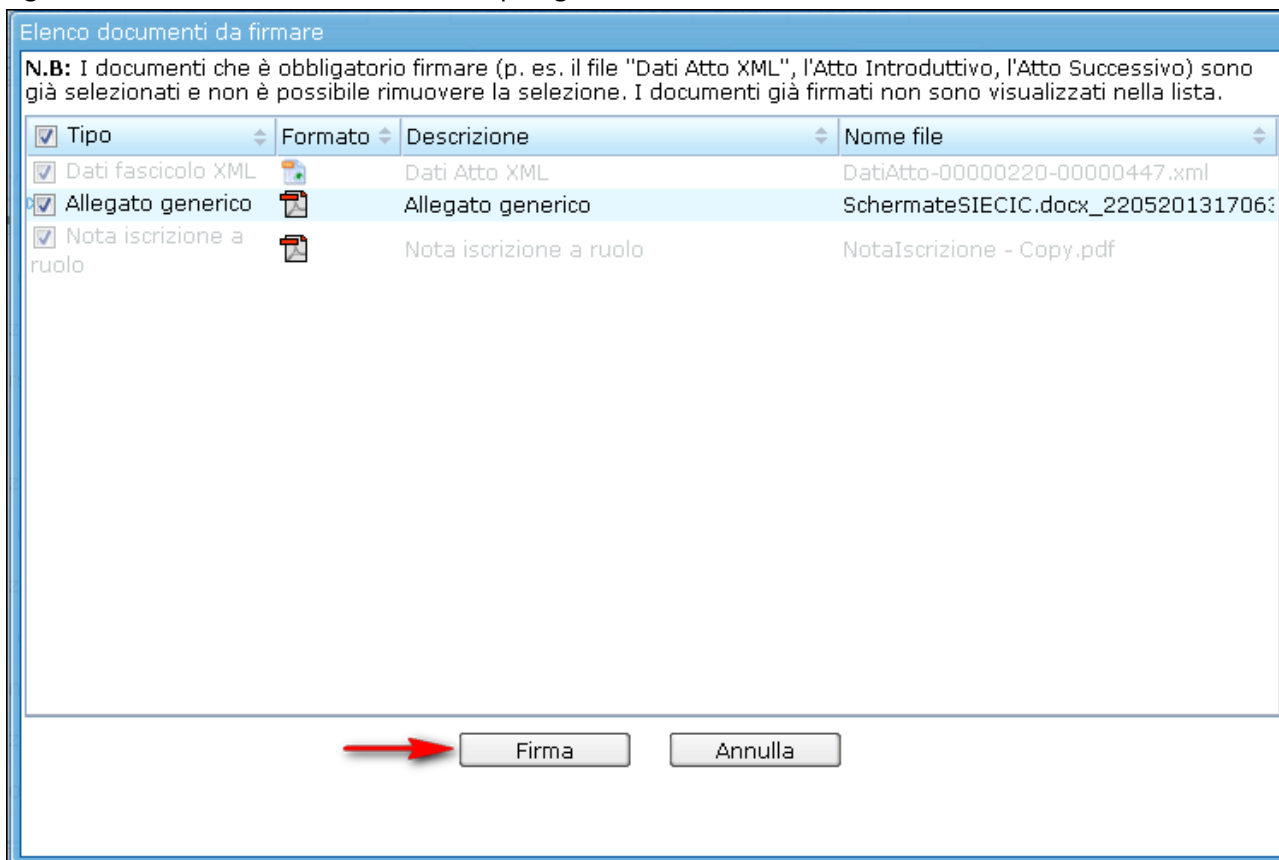 Elenco documenti da firmare
N.B: I documenti che è obbligatorio firmare (p. es. il file "Dati Atto XML", l'Atto Introduttivo, l'Atto Successivo) sono
già selezionati e non è possibile rimuovere la selezione. I documenti già firmati non sono visualizzati nella lista.
Tipo Formato Descrizione Nome file
Dati fascicolo XML Dati Atto XML DatiAtto-00000220-00000447.xml
Allegato generico Allegato generico SchermateSIECIC.docx_2205201317063
Nota iscrizione a
ruolo Nota iscrizione a ruolo NotaIscrizione - Copy.pdf
Firma Annulla